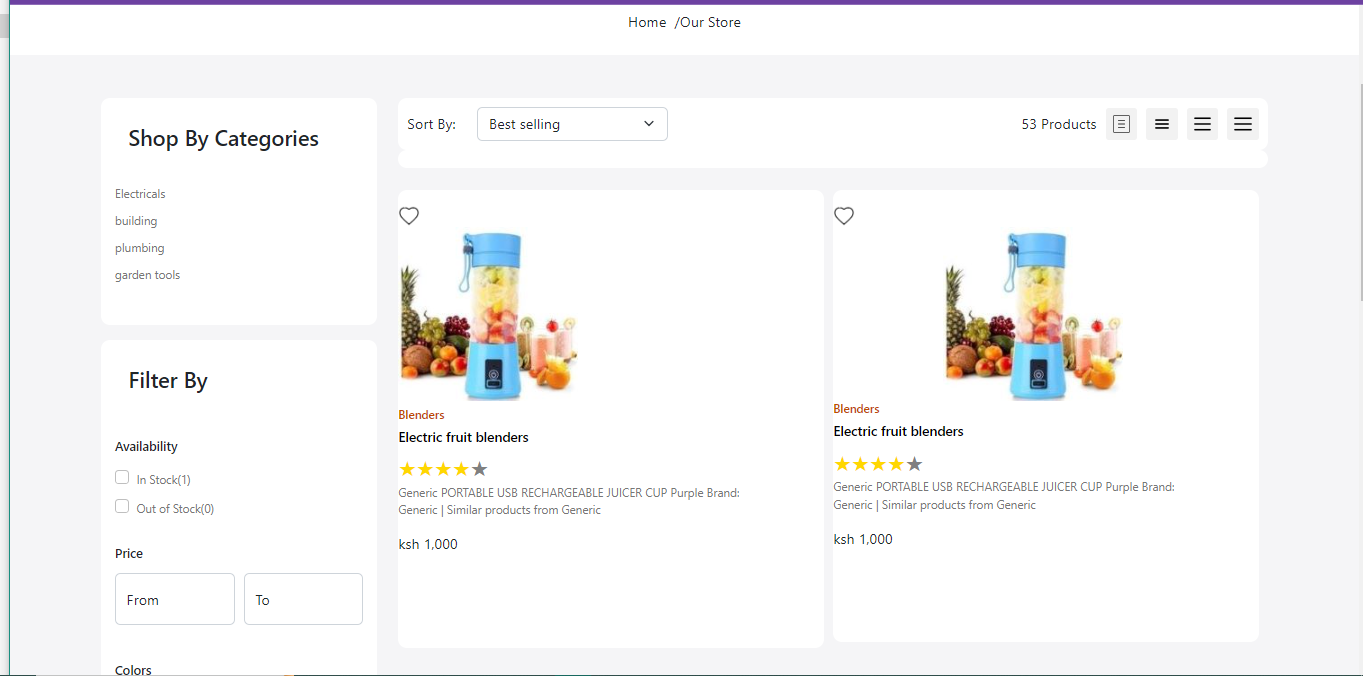 Home /Our Store
Shop By Categories
Electricals
building
plumbing
garden tools
Filter By
Availability
In Stock(1)
Out of Stock(0)
Price
From To
Colors
Sort By: Best selling 53 Products
Blenders
Electric fruit blenders
Generic PORTABLE USB RECHARGEABLE JUICER CUP Purple Brand:
Generic | Similar products from Generic
ksh 1,000
Blenders
Electric fruit blenders
Generic PORTABLE USB RECHARGEABLE JUICER CUP Purple Brand:
Generic | Similar products from Generic
ksh 1,000